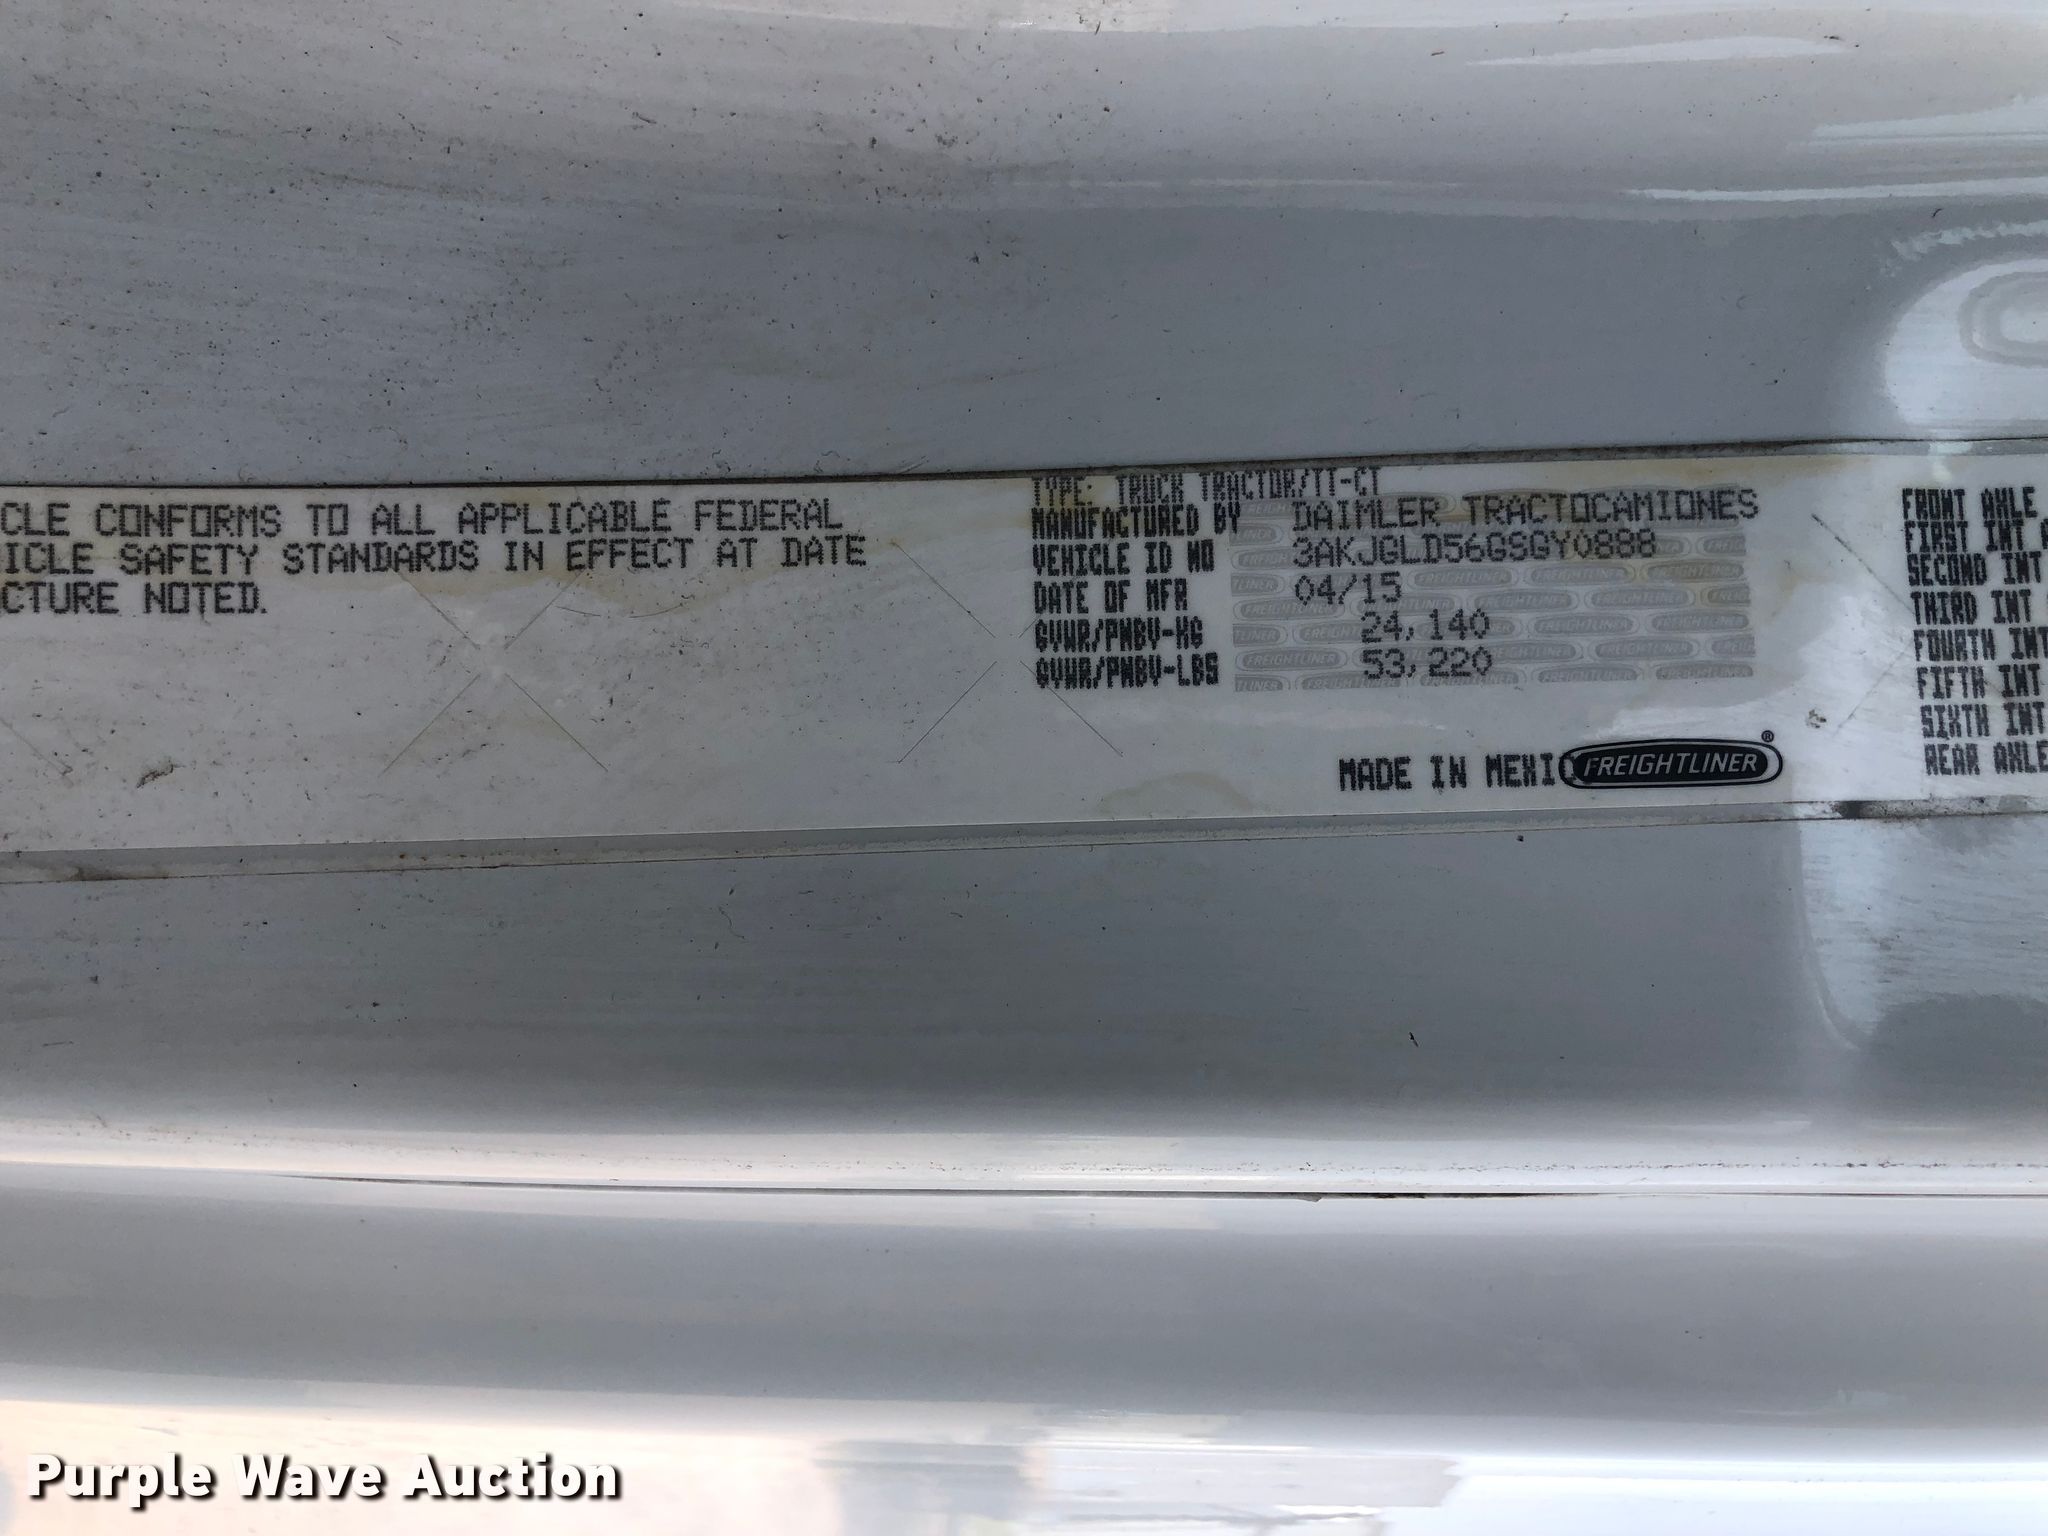 CLE CONFORMS TO ALL APPLICABLE FEDERAL
ICLE SAFETY STANDARDS IN EFFECT AT DATE
CTURE NOTED.
TYPE: TRUCK TRACTOR/TT-CT
MANUFACTURED BY DAIMLER TRACTOCAMIONES
VEHICLE ID NO 3AKJGLD56GSGY0888
DATE OF MFR 04/15
GVWR/PNBV-KG 24,140
GVWR/PNBV-LBS 53,220
MADE IN MEXICO
FREIGHTLINER®
FRONT AXLE
FIRST INT A
SECOND INT
THIRD INT
FOURTH INT
FIFTH INT
SIXTH INT
REAR AXLE
Purple Wave Auction